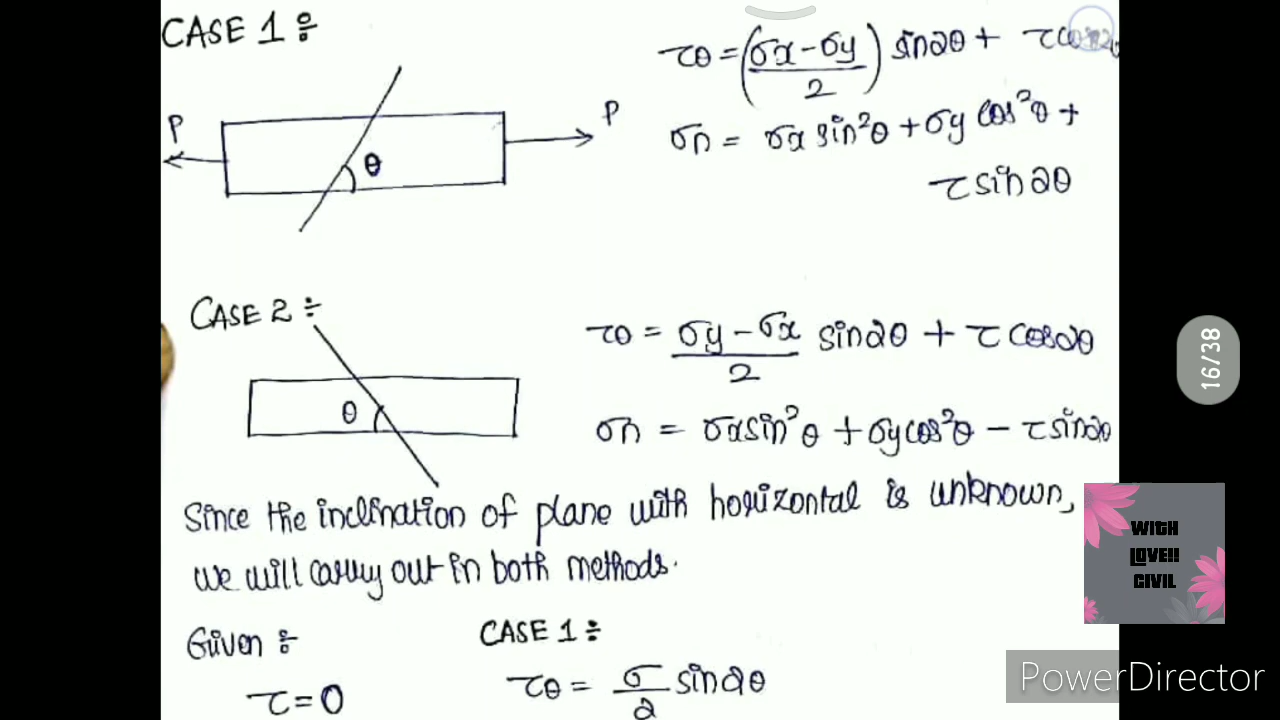 CASE 1 ÷
τθ = (σx - σy / 2) sin2θ +
σn = σx sin²θ + σy cos²θ +
τ sin2θ
P
P
θ
CASE 2 ÷
τθ = σy - σx / 2 sin2θ + τ cos2θ
θ
σn = σx sin²θ + σy cos²θ - τ sin2θ
Since the inclination of plane with horizontal is unknown,
we will carry out in both methods.
Given ÷
τ = 0
CASE 1 ÷
τθ = σ/2 sin2θ
16/38
WITH
LOVE!!
CIVIL
PowerDirector